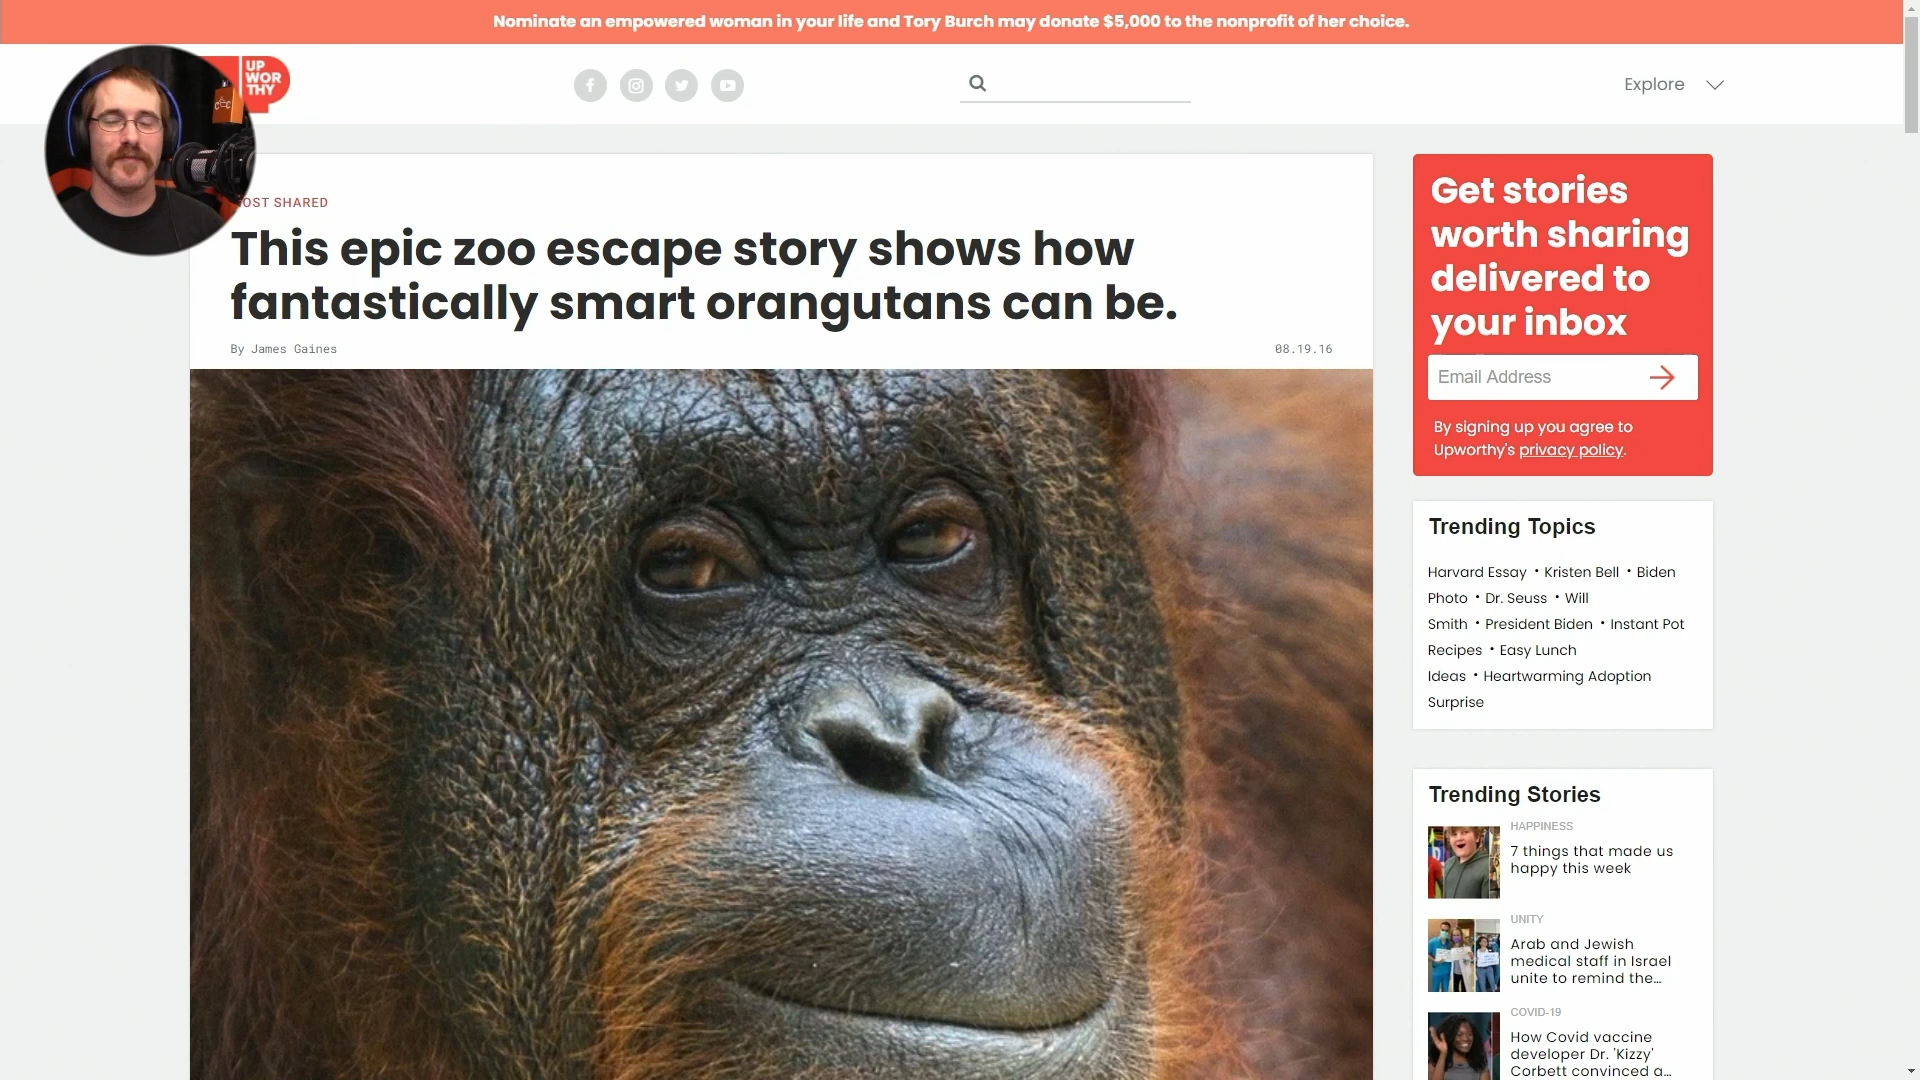 Nominate an empowered woman in your life and Tory Burch may donate $5,000 to the nonprofit of her choice.
UP
WOR
THY
Explore
OST SHARED
This epic zoo escape story shows how
fantastically smart orangutans can be.
By James Gaines
08.19.16
Get stories
worth sharing
delivered to
your inbox
Email Address
By signing up you agree to
Upworthy's privacy policy.
Trending Topics
Harvard Essay • Kristen Bell • Biden
Photo • Dr. Seuss • Will
Smith • President Biden • Instant Pot
Recipes • Easy Lunch
Ideas • Heartwarming Adoption
Surprise
Trending Stories
HAPPINESS
7 things that made us
happy this week
UNITY
Arab and Jewish
medical staff in Israel
unite to remind the...
COVID-19
How Covid vaccine
developer Dr. 'Kizzy'
Corbett convinced a...